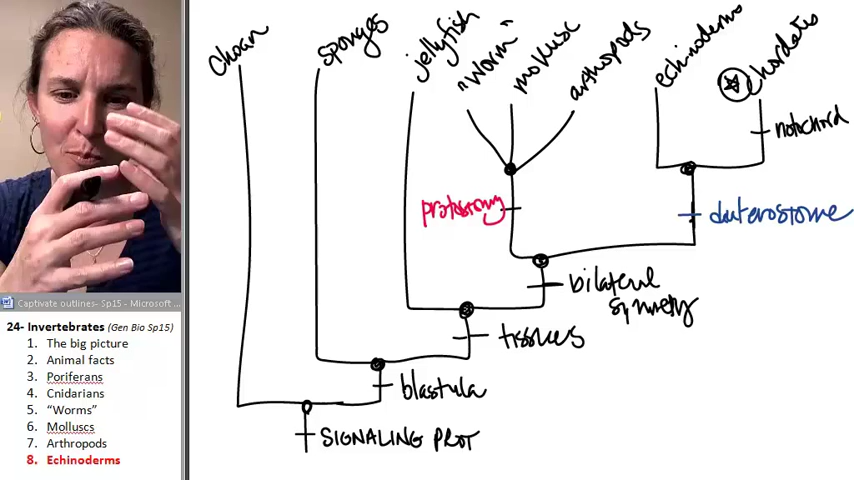 choan
sponges
jellyfish
"worm"
mollusc
arthropods
echinoderms
chordates
notochord
protostomy
deuterostome
bilateral
symmetry
tissues
blastula
SIGNALING PROT
Captivate outlines- Sp15 - Microsoft ...
24- Invertebrates (Gen Bio Sp15)
1. The big picture
2. Animal facts
3. Poriferans
4. Cnidarians
5. "Worms"
6. Molluscs
7. Arthropods
8. Echinoderms